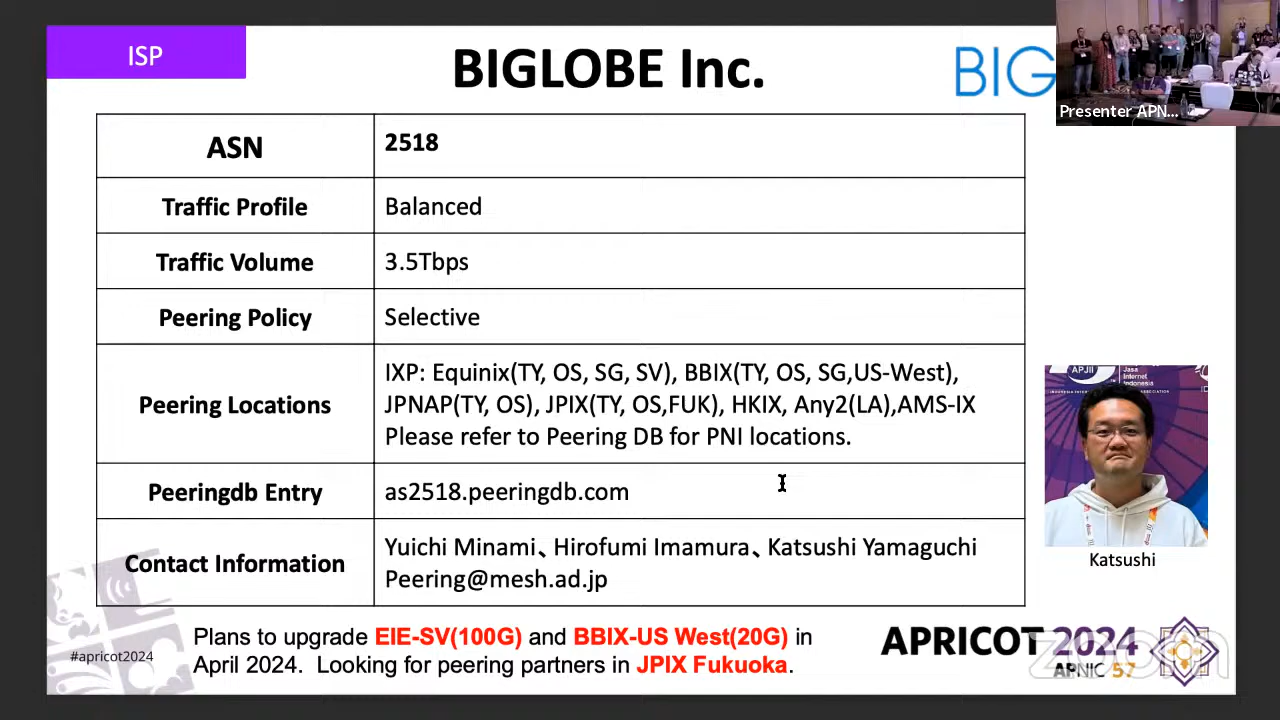 ISP
BIGLOBE Inc.
BIG
Presenter APN...
ASN
2518
Traffic Profile
Balanced
Traffic Volume
3.5Tbps
Peering Policy
Selective
Peering Locations
IXP: Equinix(TY, OS, SG, SV), BBIX(TY, OS, SG,US-West),
JPNAP(TY, OS), JPIX(TY, OS,FUK), HKIX, Any2(LA),AMS-IX
Please refer to Peering DB for PNI locations.
Peeringdb Entry
as2518.peeringdb.com
Contact Information
Yuichi Minami、Hirofumi Imamura、Katsushi Yamaguchi
Peering@mesh.ad.jp
APJII
Jasa
Internet
Indonesia
Katsushi
Plans to upgrade EIE-SV(100G) and BBIX-US West(20G) in
April 2024. Looking for peering partners in JPIX Fukuoka.
#apricot2024
APRICOT 2024
APNIC 57
zoom